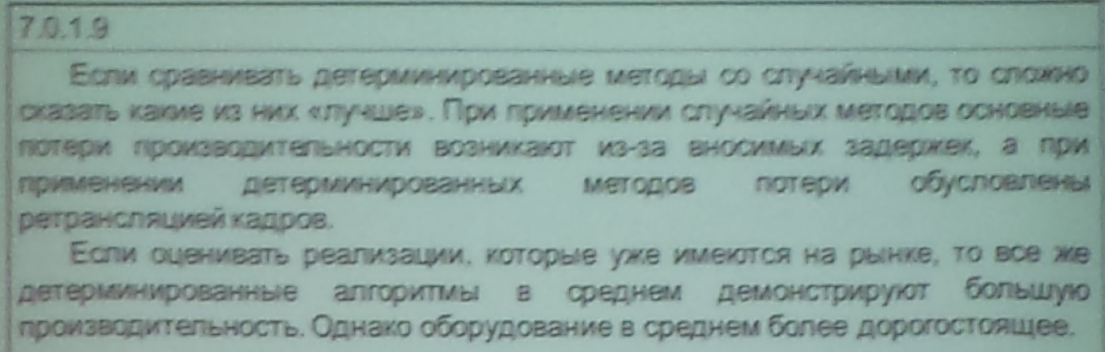 7.0.1.9
Если сравнивать детерминированные методы со случайными, то сложно
сказать какие из них «лучше». При применении случайных методов основные
потери производительности возникают из-за вносимых задержек, а при
применении детерминированных методов потери обусловлены
ретрансляцией кадров.
Если оценивать реализации, которые уже имеются на рынке, то все же
детерминированные алгоритмы в среднем демонстрируют большую
производительность. Однако оборудование в среднем более дорогостоящее.